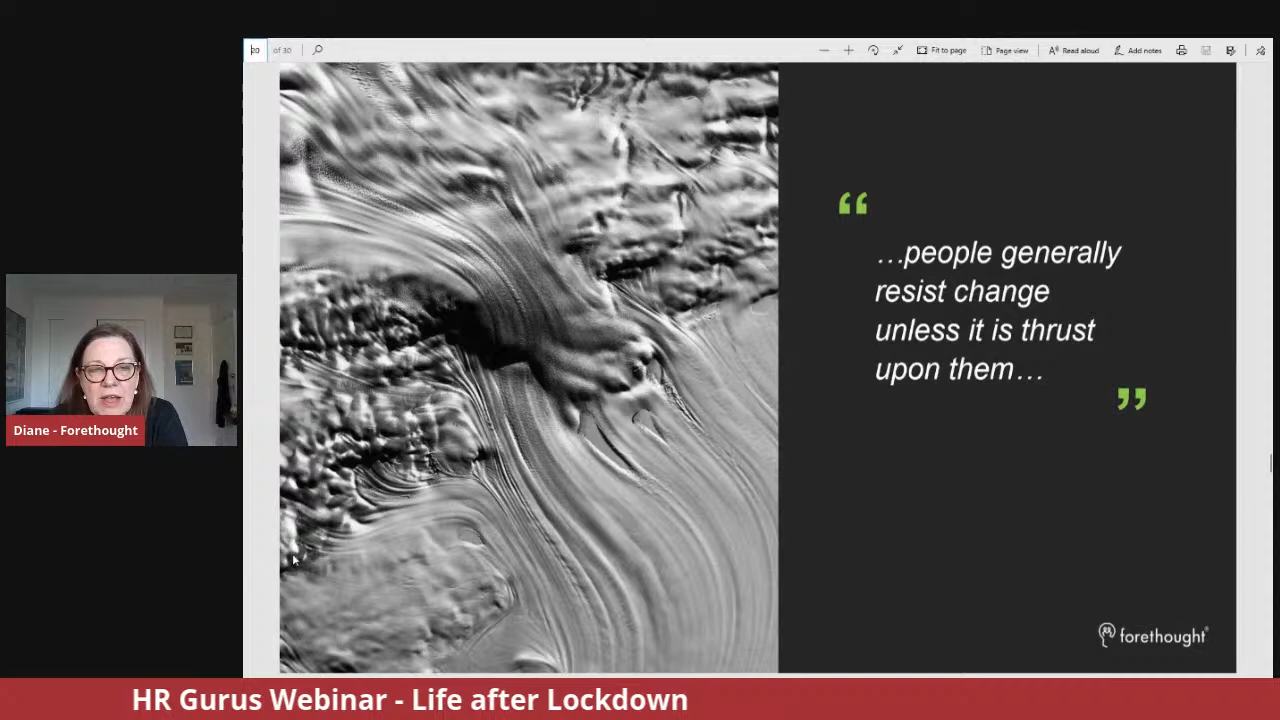 20 of 30
Fit to page
Page view
Read aloud
Add notes
“
…people generally
resist change
unless it is thrust
upon them…
”
Diane - Forethought
forethought®
HR Gurus Webinar - Life after Lockdown